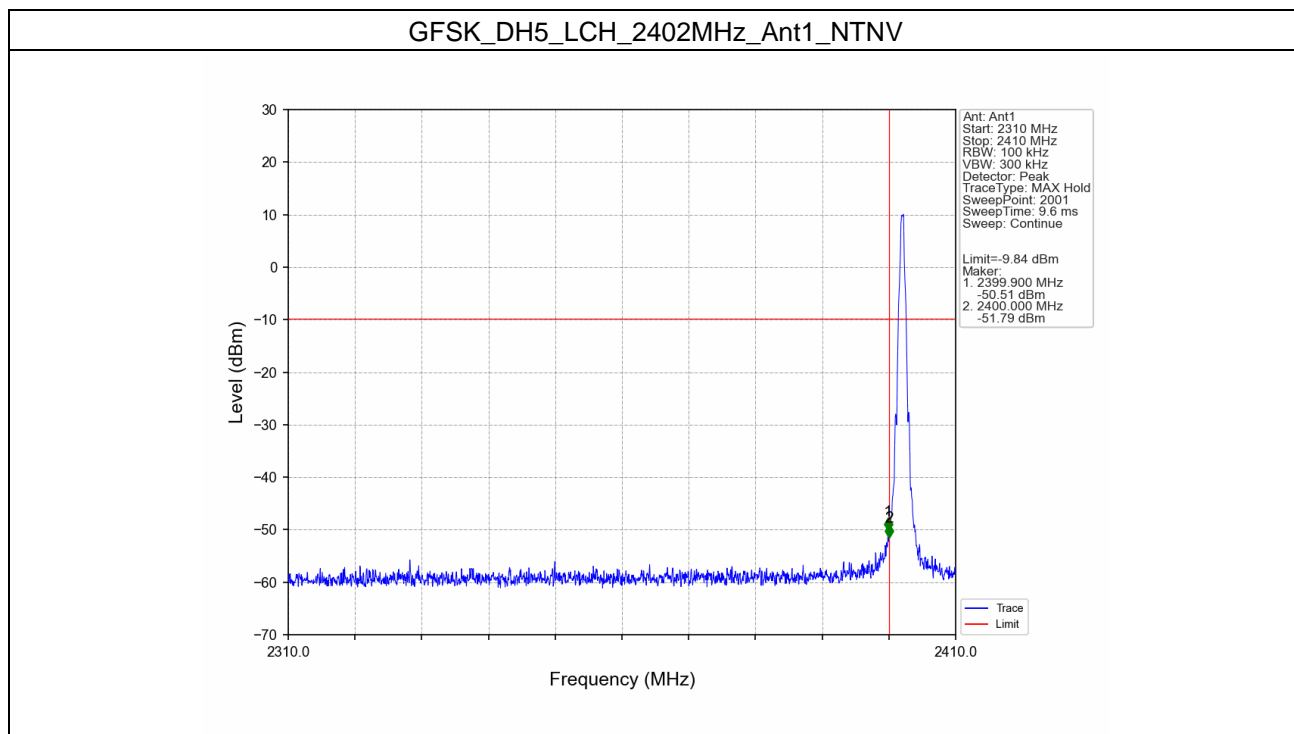 GFSK_DH5_LCH_2402MHz_Ant1_NTNV
30
20
10
0
−10
−20
−30
−40
−50
−60
−70
Level (dBm)
1
2
2310.0
2410.0
Frequency (MHz)
Ant: Ant1
Start: 2310 MHz
Stop: 2410 MHz
RBW: 100 kHz
VBW: 300 kHz
Detector: Peak
TraceType: MAX Hold
SweepPoint: 2001
SweepTime: 9.6 ms
Sweep: Continue
Limit=-9.84 dBm
Maker:
1. 2399.900 MHz
-50.51 dBm
2. 2400.000 MHz
-51.79 dBm
Trace
Limit